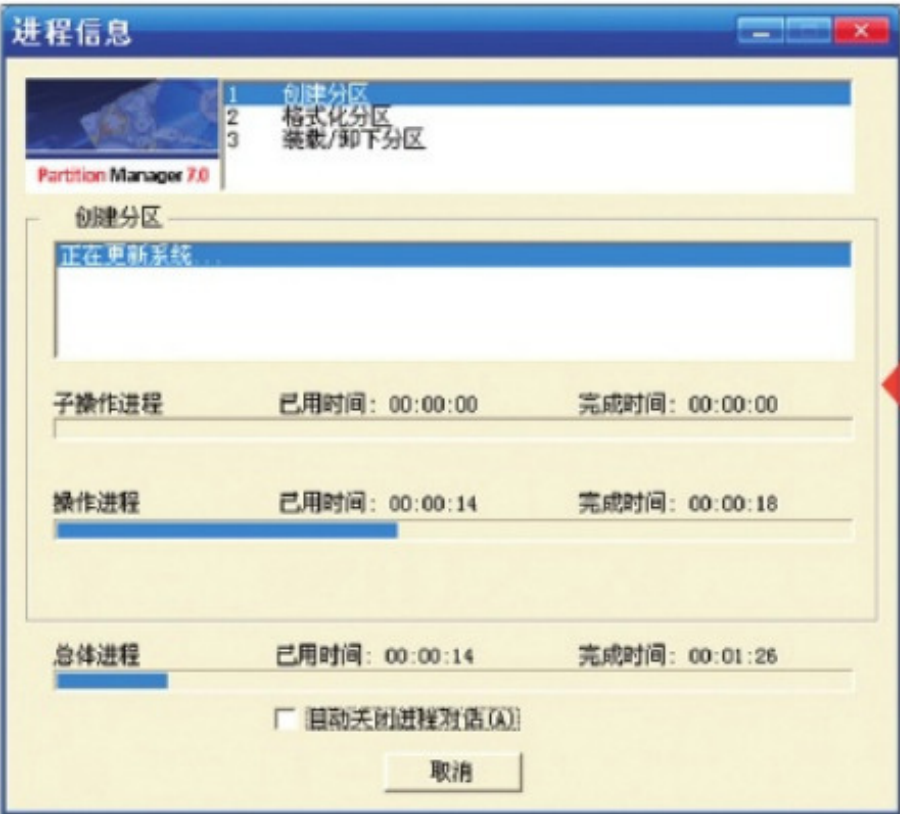 进程信息
1 创建分区
2 格式化分区
3 装载/卸下分区
Partition Manager 7.0
创建分区
正在更新系统...
子操作进程 已用时间: 00:00:00 完成时间: 00:00:00
操作进程 已用时间: 00:00:14 完成时间: 00:00:18
总体进程 已用时间: 00:00:14 完成时间: 00:01:26
自动关闭进程对话(A)
取消